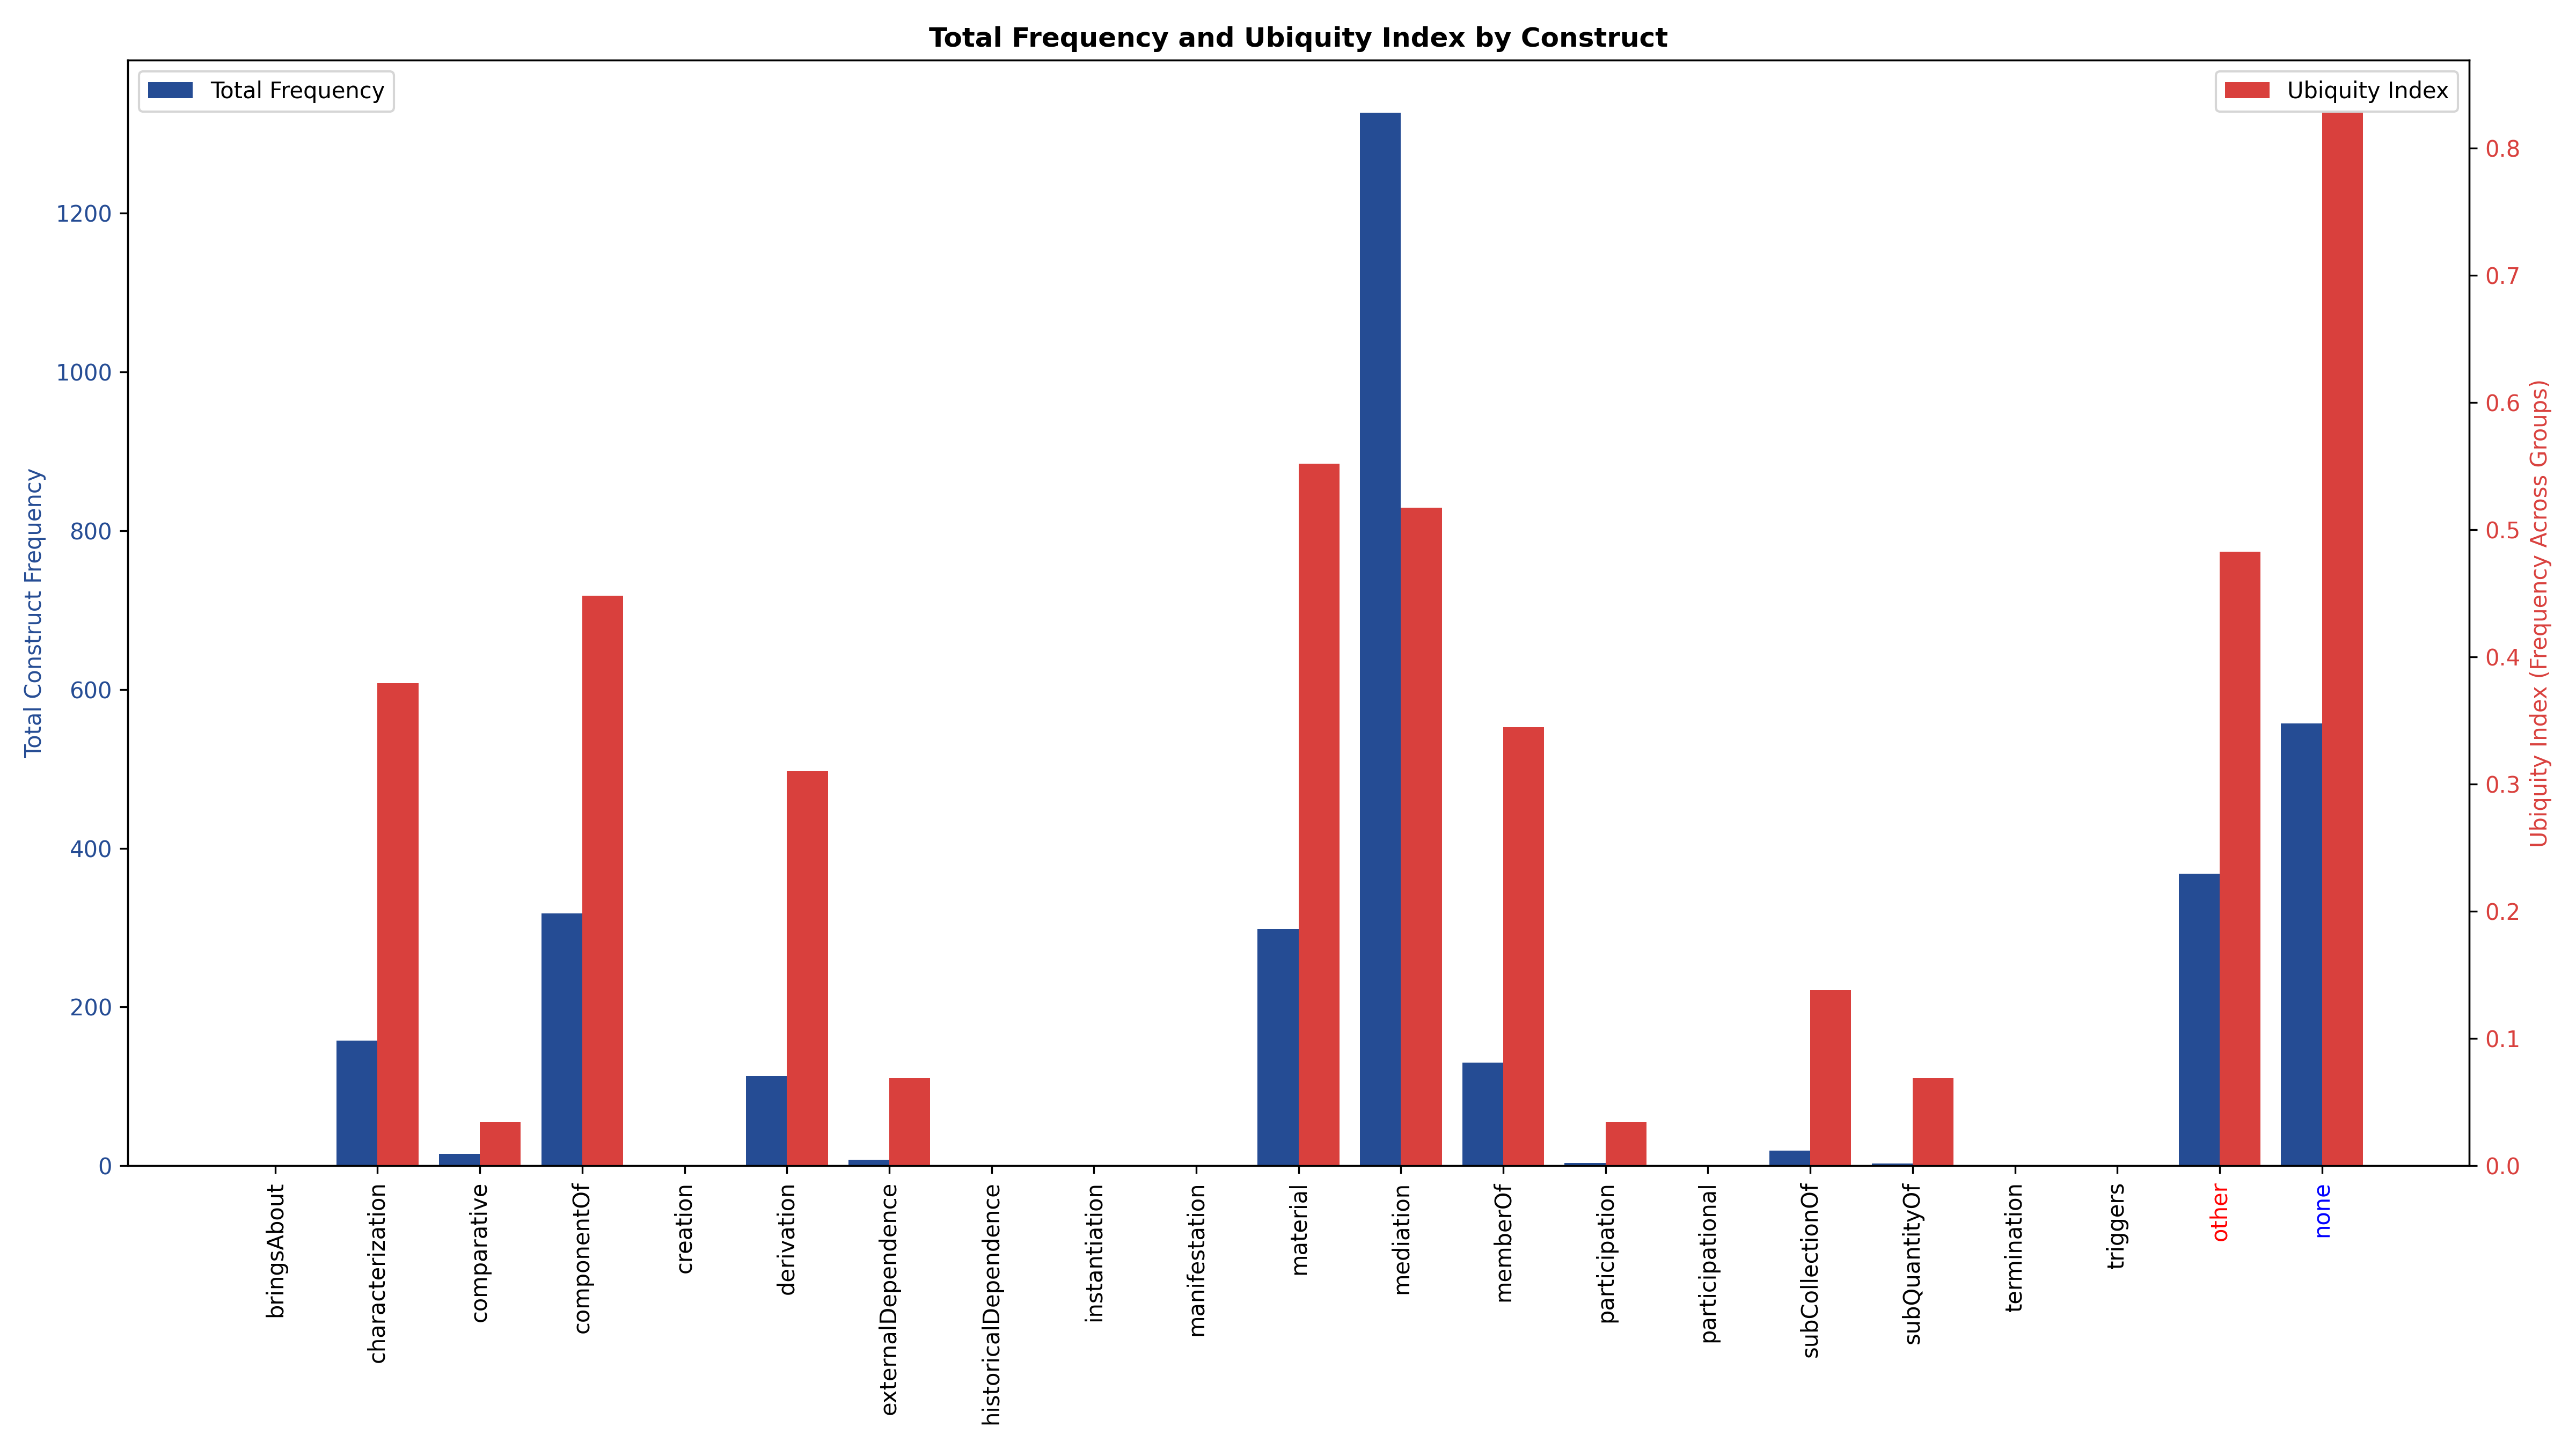 Total Frequency and Ubiquity Index by Construct
Total Frequency
Ubiquity Index
Total Construct Frequency
1200
1000
800
600
400
200
0
0.8
0.7
0.6
0.5
0.4
0.3
0.2
0.1
0.0
Ubiquity Index (Frequency Across Groups)
bringsAbout
characterization
comparative
componentOf
creation
derivation
externalDependence
historicalDependence
instantiation
manifestation
material
mediation
memberOf
participation
participational
subCollectionOf
subQuantityOf
termination
triggers
other
none